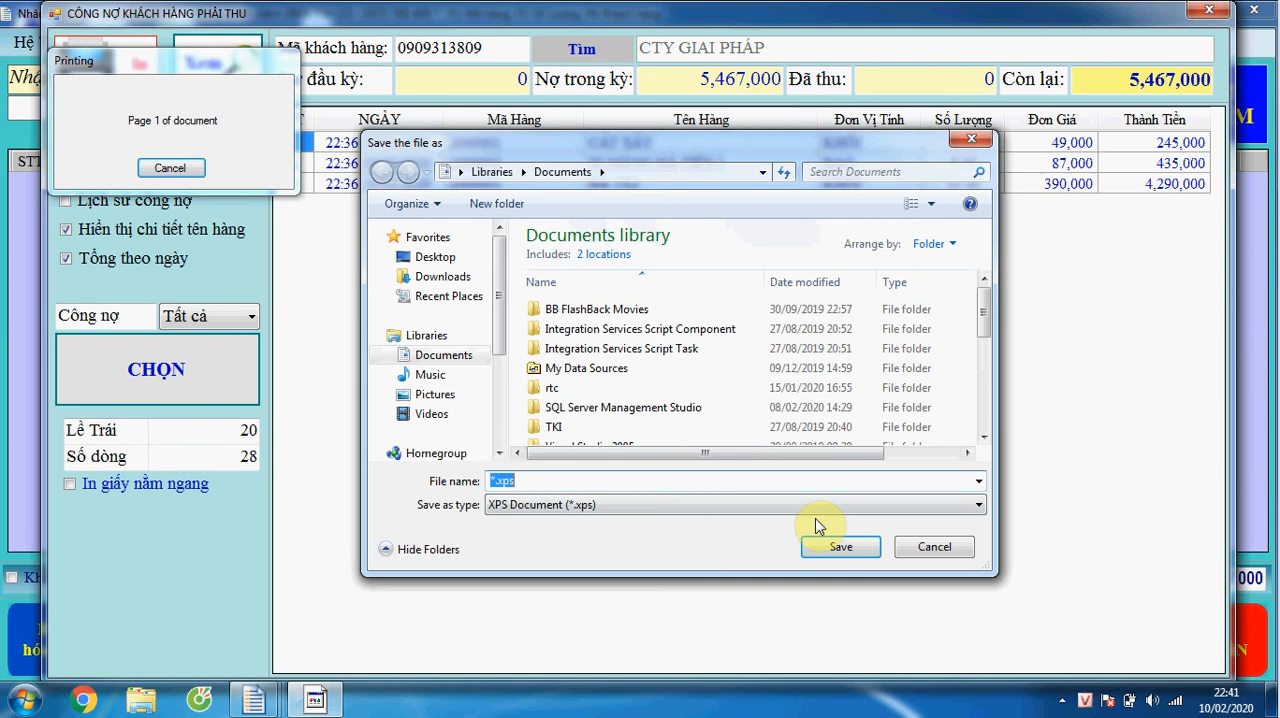 Nhâ
CÔNG NỢ KHÁCH HÀNG PHẢI THU
Hệ
Mã khách hàng: 0909313809 Tìm CTY GIAI PHÁP
Nợ đầu kỳ: 0 Nợ trong kỳ: 5,467,000 Đã thu: 0 Còn lại: 5,467,000
NGÀY Mã Hàng Tên Hàng Đơn Vị Tính Số Lượng Đơn Giá Thành Tiền
22:36 49,000 245,000
22:36 87,000 435,000
22:36 390,000 4,290,000
Printing
Page 1 of document
Cancel
STT
Lịch sử công nợ
Hiển thị chi tiết tên hàng
Tổng theo ngày
Công nợ Tất cả
CHỌN
Lề Trái 20
Số dòng 28
In giấy nằm ngang
Save the file as
Libraries Documents Search Documents
Organize New folder
Favorites
Desktop
Downloads
Recent Places
Libraries
Documents
Music
Pictures
Videos
Homegroup
Documents library
Includes: 2 locations
Arrange by: Folder
Name Date modified Type
BB FlashBack Movies 30/09/2019 22:57 File folder
Integration Services Script Component 27/08/2019 20:52 File folder
Integration Services Script Task 27/08/2019 20:51 File folder
My Data Sources 09/12/2019 14:59 File folder
rtc 15/01/2020 16:55 File folder
SQL Server Management Studio 08/02/2020 14:29 File folder
TKI 27/08/2019 20:40 File folder
File name: *.xps
Save as type: XPS Document (*.xps)
Hide Folders Save Cancel
22:41
10/02/2020